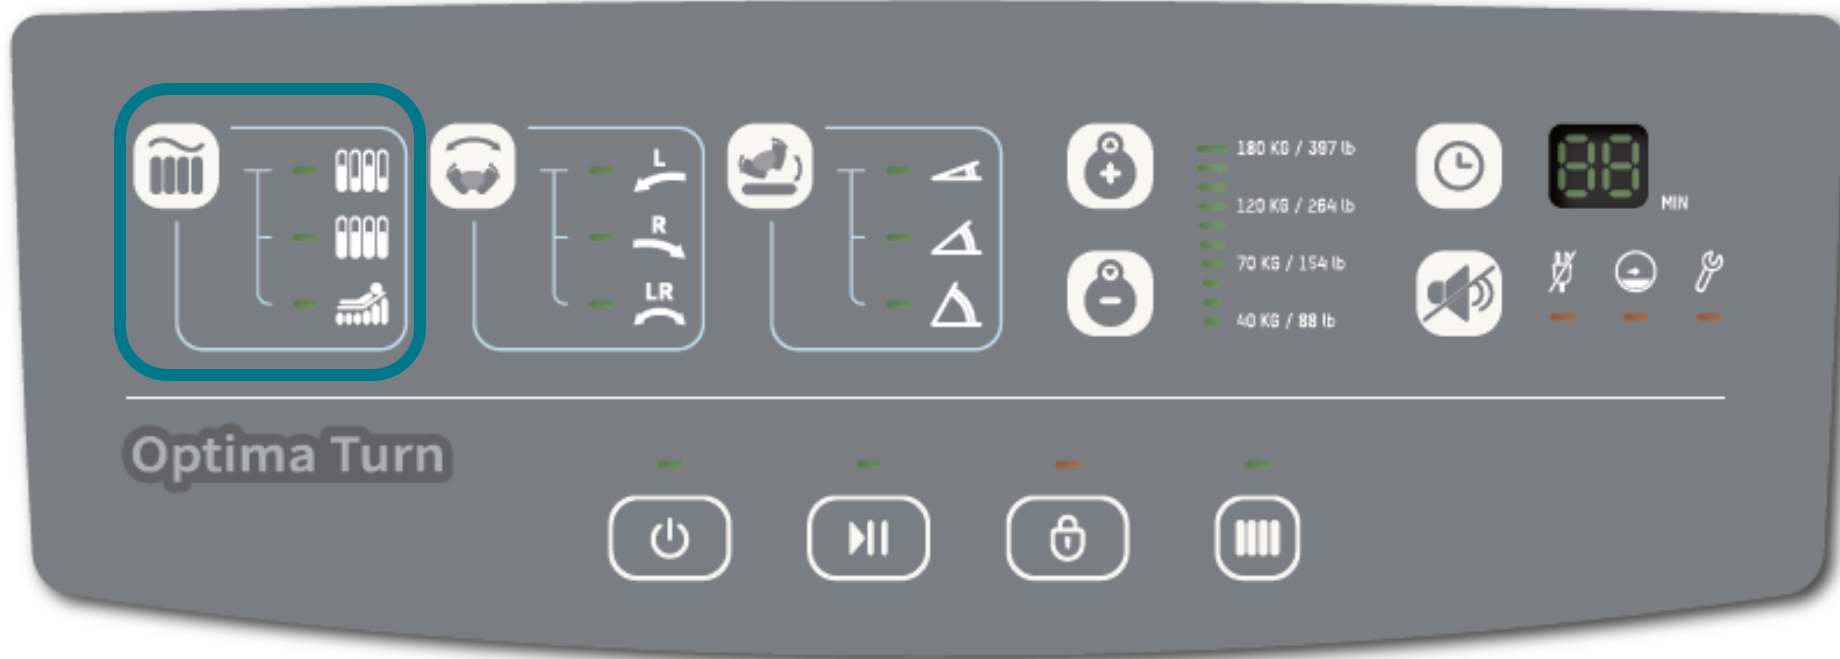 L
R
LR
180 KG / 397 lb
120 KG / 264 lb
70 KG / 154 lb
40 KG / 88 lb
88
MIN
Optima Turn